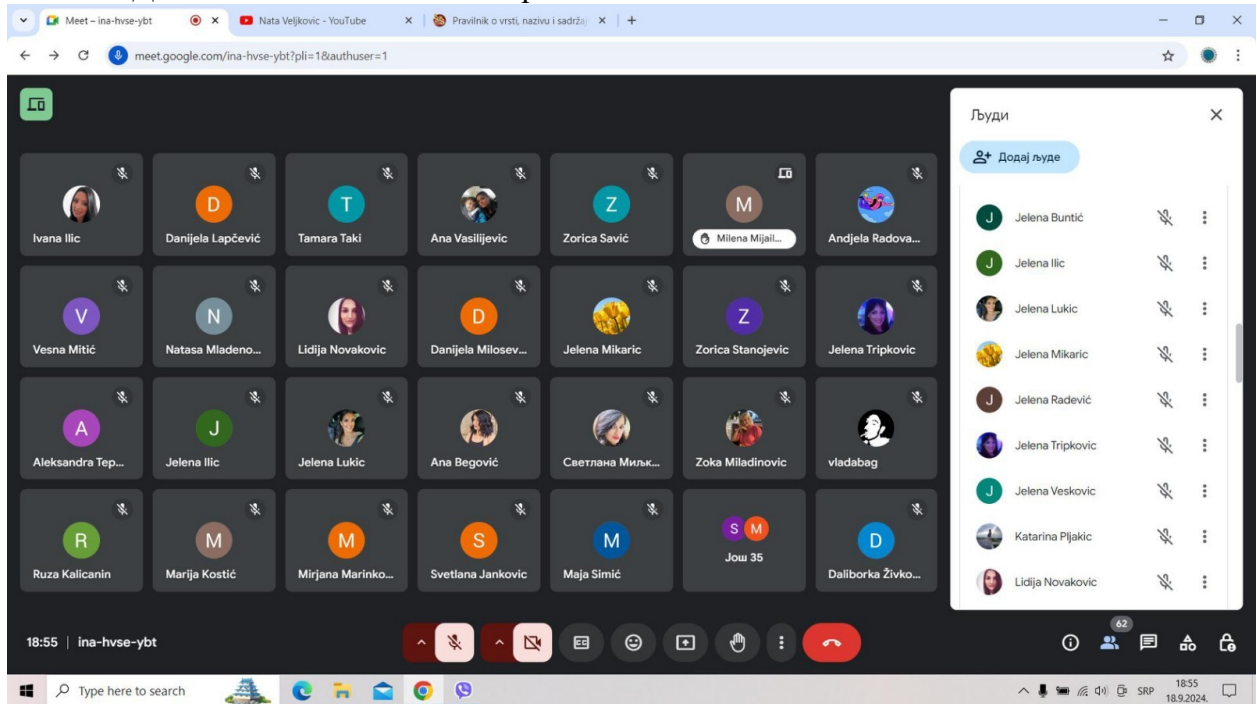 Meet – ina-hvse-ybt
Nata Veljkovic - YouTube
Pravilnik o vrsti, nazivu i sadržaj
meet.google.com/ina-hvse-ybt?pli=1&authuser=1
Људи
Додај људе
Ivana Ilic
D
Danijela Lapčević
T
Tamara Taki
Ana Vasilijevic
Z
Zorica Savić
M
Milena Mijail...
Andjela Radova...
V
Vesna Mitić
N
Natasa Mladeno...
Lidija Novakovic
D
Danijela Milosev...
Jelena Mikaric
Z
Zorica Stanojevic
Jelena Tripkovic
A
Aleksandra Tep...
J
Jelena Ilic
Jelena Lukic
Ana Begović
Светлана Миљк...
Zoka Miladinovic
vladabag
R
Ruza Kalicanin
M
Marija Kostić
M
Mirjana Marinko...
S
Svetlana Jankovic
M
Maja Simić
S M
Још 35
D
Daliborka Živko...
J Jelena Buntić
J Jelena Ilic
Jelena Lukic
Jelena Mikaric
J Jelena Radević
Jelena Tripkovic
J Jelena Veskovic
Katarina Pljakic
Lidija Novakovic
18:55 | ina-hvse-ybt
CC
62
Type here to search
SRP
18:55
18.9.2024.